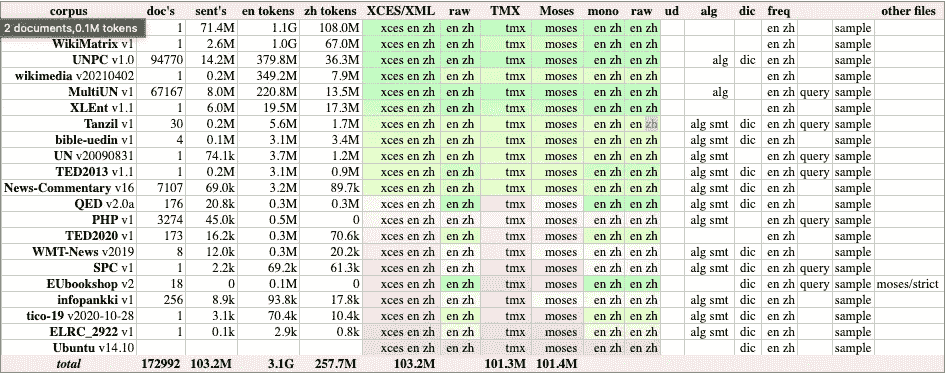 corpus doc's sent's en tokens zh tokens XCES/XML raw TMX Moses mono raw ud alg dic freq other files
2 documents,0.1M tokens 1 71.4M 1.1G 108.0M xces en zh en zh tmx moses en zh en zh en zh sample
WikiMatrix v1 1 2.6M 1.0G 67.0M xces en zh en zh tmx moses en zh en zh en zh sample
UNPC v1.0 94770 14.2M 379.8M 36.3M xces en zh en zh tmx moses en zh en zh alg dic en zh sample
wikimedia v20210402 1 0.2M 349.2M 7.9M xces en zh en zh tmx moses en zh en zh en zh sample
MultiUN v1 67167 8.0M 220.8M 13.5M xces en zh en zh tmx moses en zh en zh alg en zh query sample
XLEnt v1.1 1 6.0M 19.5M 17.3M xces en zh en zh tmx moses en zh en zh en zh sample
Tanzil v1 30 0.2M 5.6M 1.7M xces en zh en zh tmx moses en zh en zh alg smt dic en zh query sample
bible-uedin v1 4 0.1M 3.1M 3.4M xces en zh en zh tmx moses en zh en zh alg smt dic en zh sample
UN v20090831 1 74.1k 3.7M 1.2M xces en zh en zh tmx moses en zh en zh alg smt en zh query sample
TED2013 v1.1 1 0.2M 3.1M 0.9M xces en zh en zh tmx moses en zh en zh alg smt dic en zh query sample
News-Commentary v16 7107 69.0k 3.2M 89.7k xces en zh en zh tmx moses en zh en zh alg smt dic en zh sample
QED v2.0a 176 20.8k 0.3M 0.3M xces en zh en zh tmx moses en zh en zh dic en zh sample
PHP v1 3274 45.0k 0.5M 0 xces en zh en zh tmx moses en zh en zh alg smt en zh query sample
TED2020 v1 173 16.2k 0.3M 70.6k xces en zh en zh tmx moses en zh en zh en zh sample
WMT-News v2019 8 12.0k 0.3M 20.2k xces en zh en zh tmx moses en zh en zh alg smt dic en zh sample
SPC v1 1 2.2k 69.2k 61.3k xces en zh en zh tmx moses en zh en zh alg smt dic en zh query sample
EUbookshop v2 18 0 0.1M 0 xces en zh en zh tmx moses en zh en zh dic en zh query sample moses/strict
infopankki v1 256 8.9k 93.8k 17.8k xces en zh en zh tmx moses en zh en zh alg smt dic en zh sample
tico-19 v2020-10-28 1 3.1k 70.4k 10.4k xces en zh en zh tmx moses en zh en zh alg smt dic en zh sample
ELRC_2922 v1 1 0.1k 2.9k 0.8k xces en zh en zh tmx moses en zh en zh alg smt dic en zh sample
Ubuntu v14.10 xces en zh en zh tmx moses en zh en zh dic en zh sample
total 172992 103.2M 3.1G 257.7M 103.2M 101.3M 101.4M